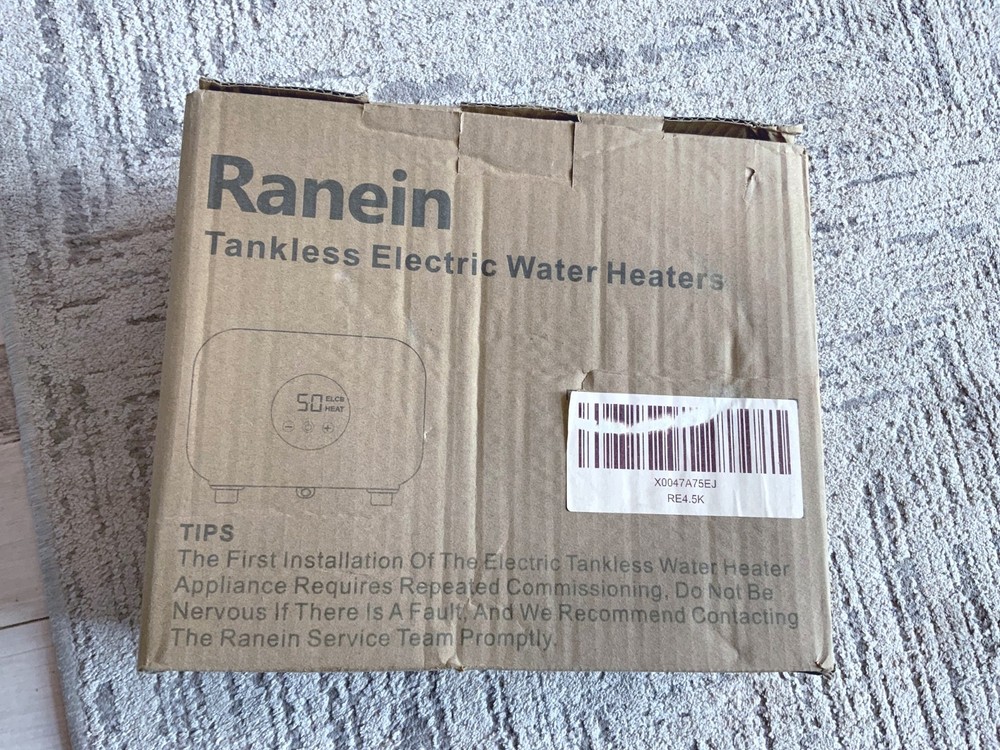 Ranein
Tankless Electric Water Heaters
50 ELCB
HEAT
X0047A75EJ
RE4.5K
TIPS
The First Installation Of The Electric Tankless Water Heater
Appliance Requires Repeated Commissioning, Do Not Be
Nervous If There Is A Fault, And We Recommend Contacting
The Ranein Service Team Promptly.